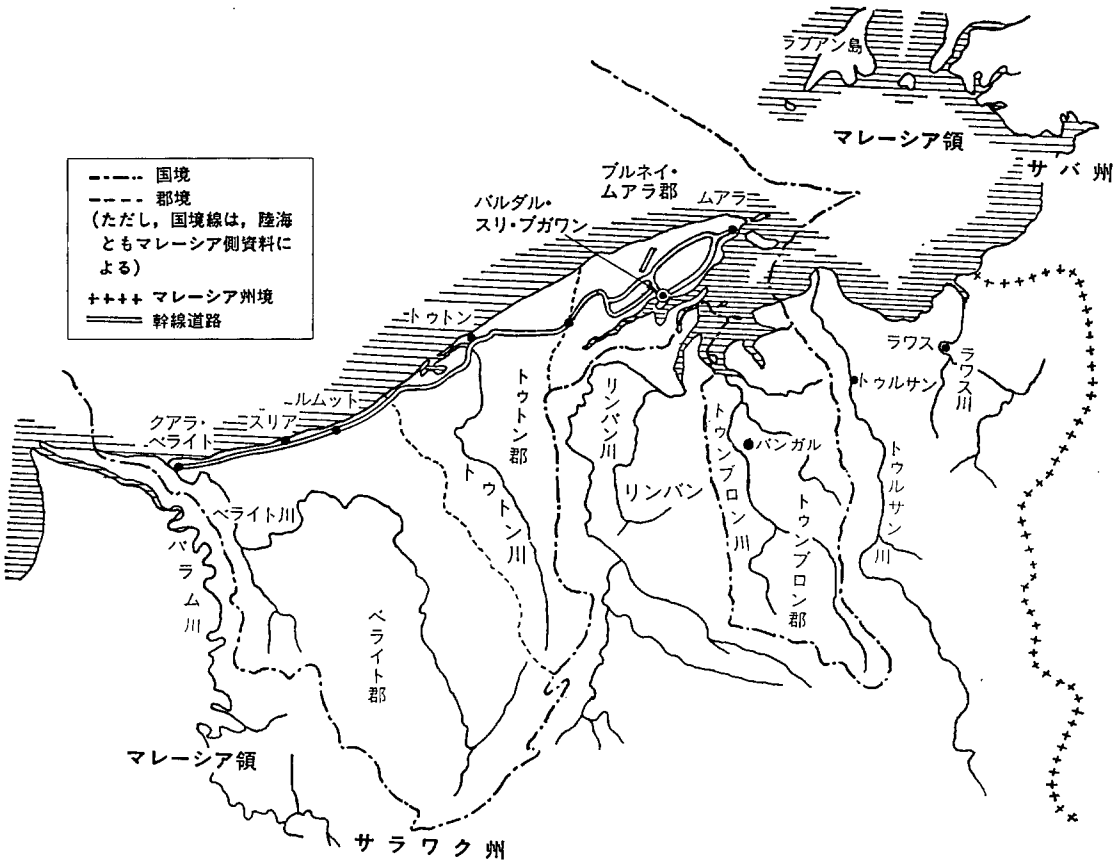 ラブアン島
マレーシア領
サバ州
国境
郡境
(ただし，国境線は，陸海
ともマレーシア側資料に
よる)
マレーシア州境
幹線道路
ブルネイ・
ムアラ郡
ムアラ
バルダル・
スリ・ブガワン
トゥトン
ルムット
スリア
クアラ・
ベライト
ラワス
ラワス川
トゥルサン
トゥルサン川
トゥトン郡
トゥトン川
リンバン川
リンバン
トゥンブロン川
バンガル
トゥンブロン郡
ベライト川
バラム川
ベライト郡
マレーシア領
サラワク州